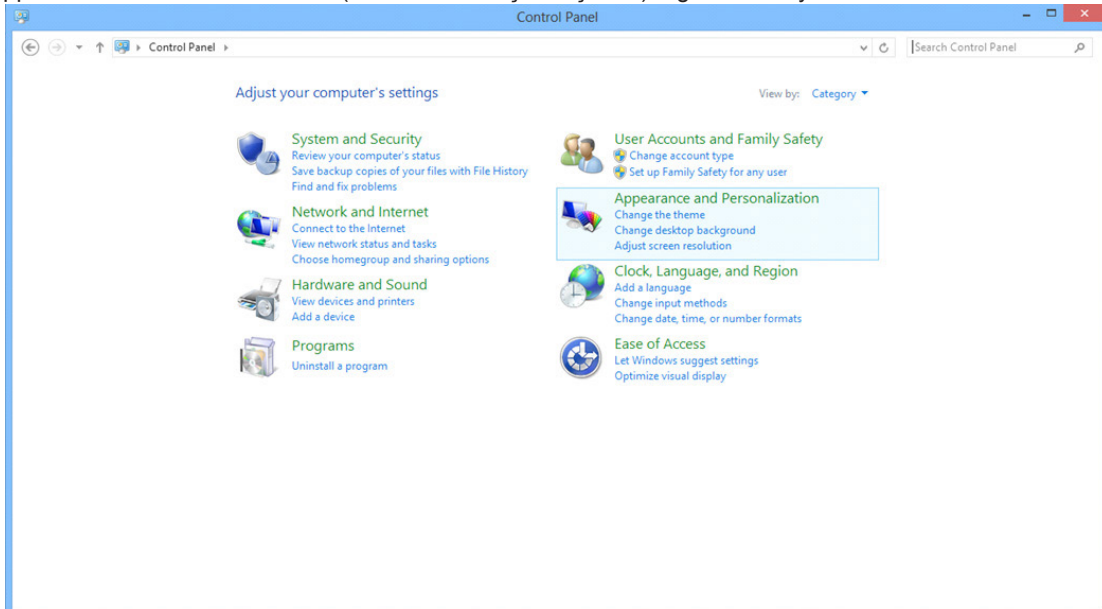 Control Panel
Control Panel
Search Control Panel
Adjust your computer's settings
View by: Category
System and Security
Review your computer's status
Save backup copies of your files with File History
Find and fix problems
Network and Internet
Connect to the Internet
View network status and tasks
Choose homegroup and sharing options
Hardware and Sound
View devices and printers
Add a device
Programs
Uninstall a program
User Accounts and Family Safety
Change account type
Set up Family Safety for any user
Appearance and Personalization
Change the theme
Change desktop background
Adjust screen resolution
Clock, Language, and Region
Add a language
Change input methods
Change date, time, or number formats
Ease of Access
Let Windows suggest settings
Optimize visual display